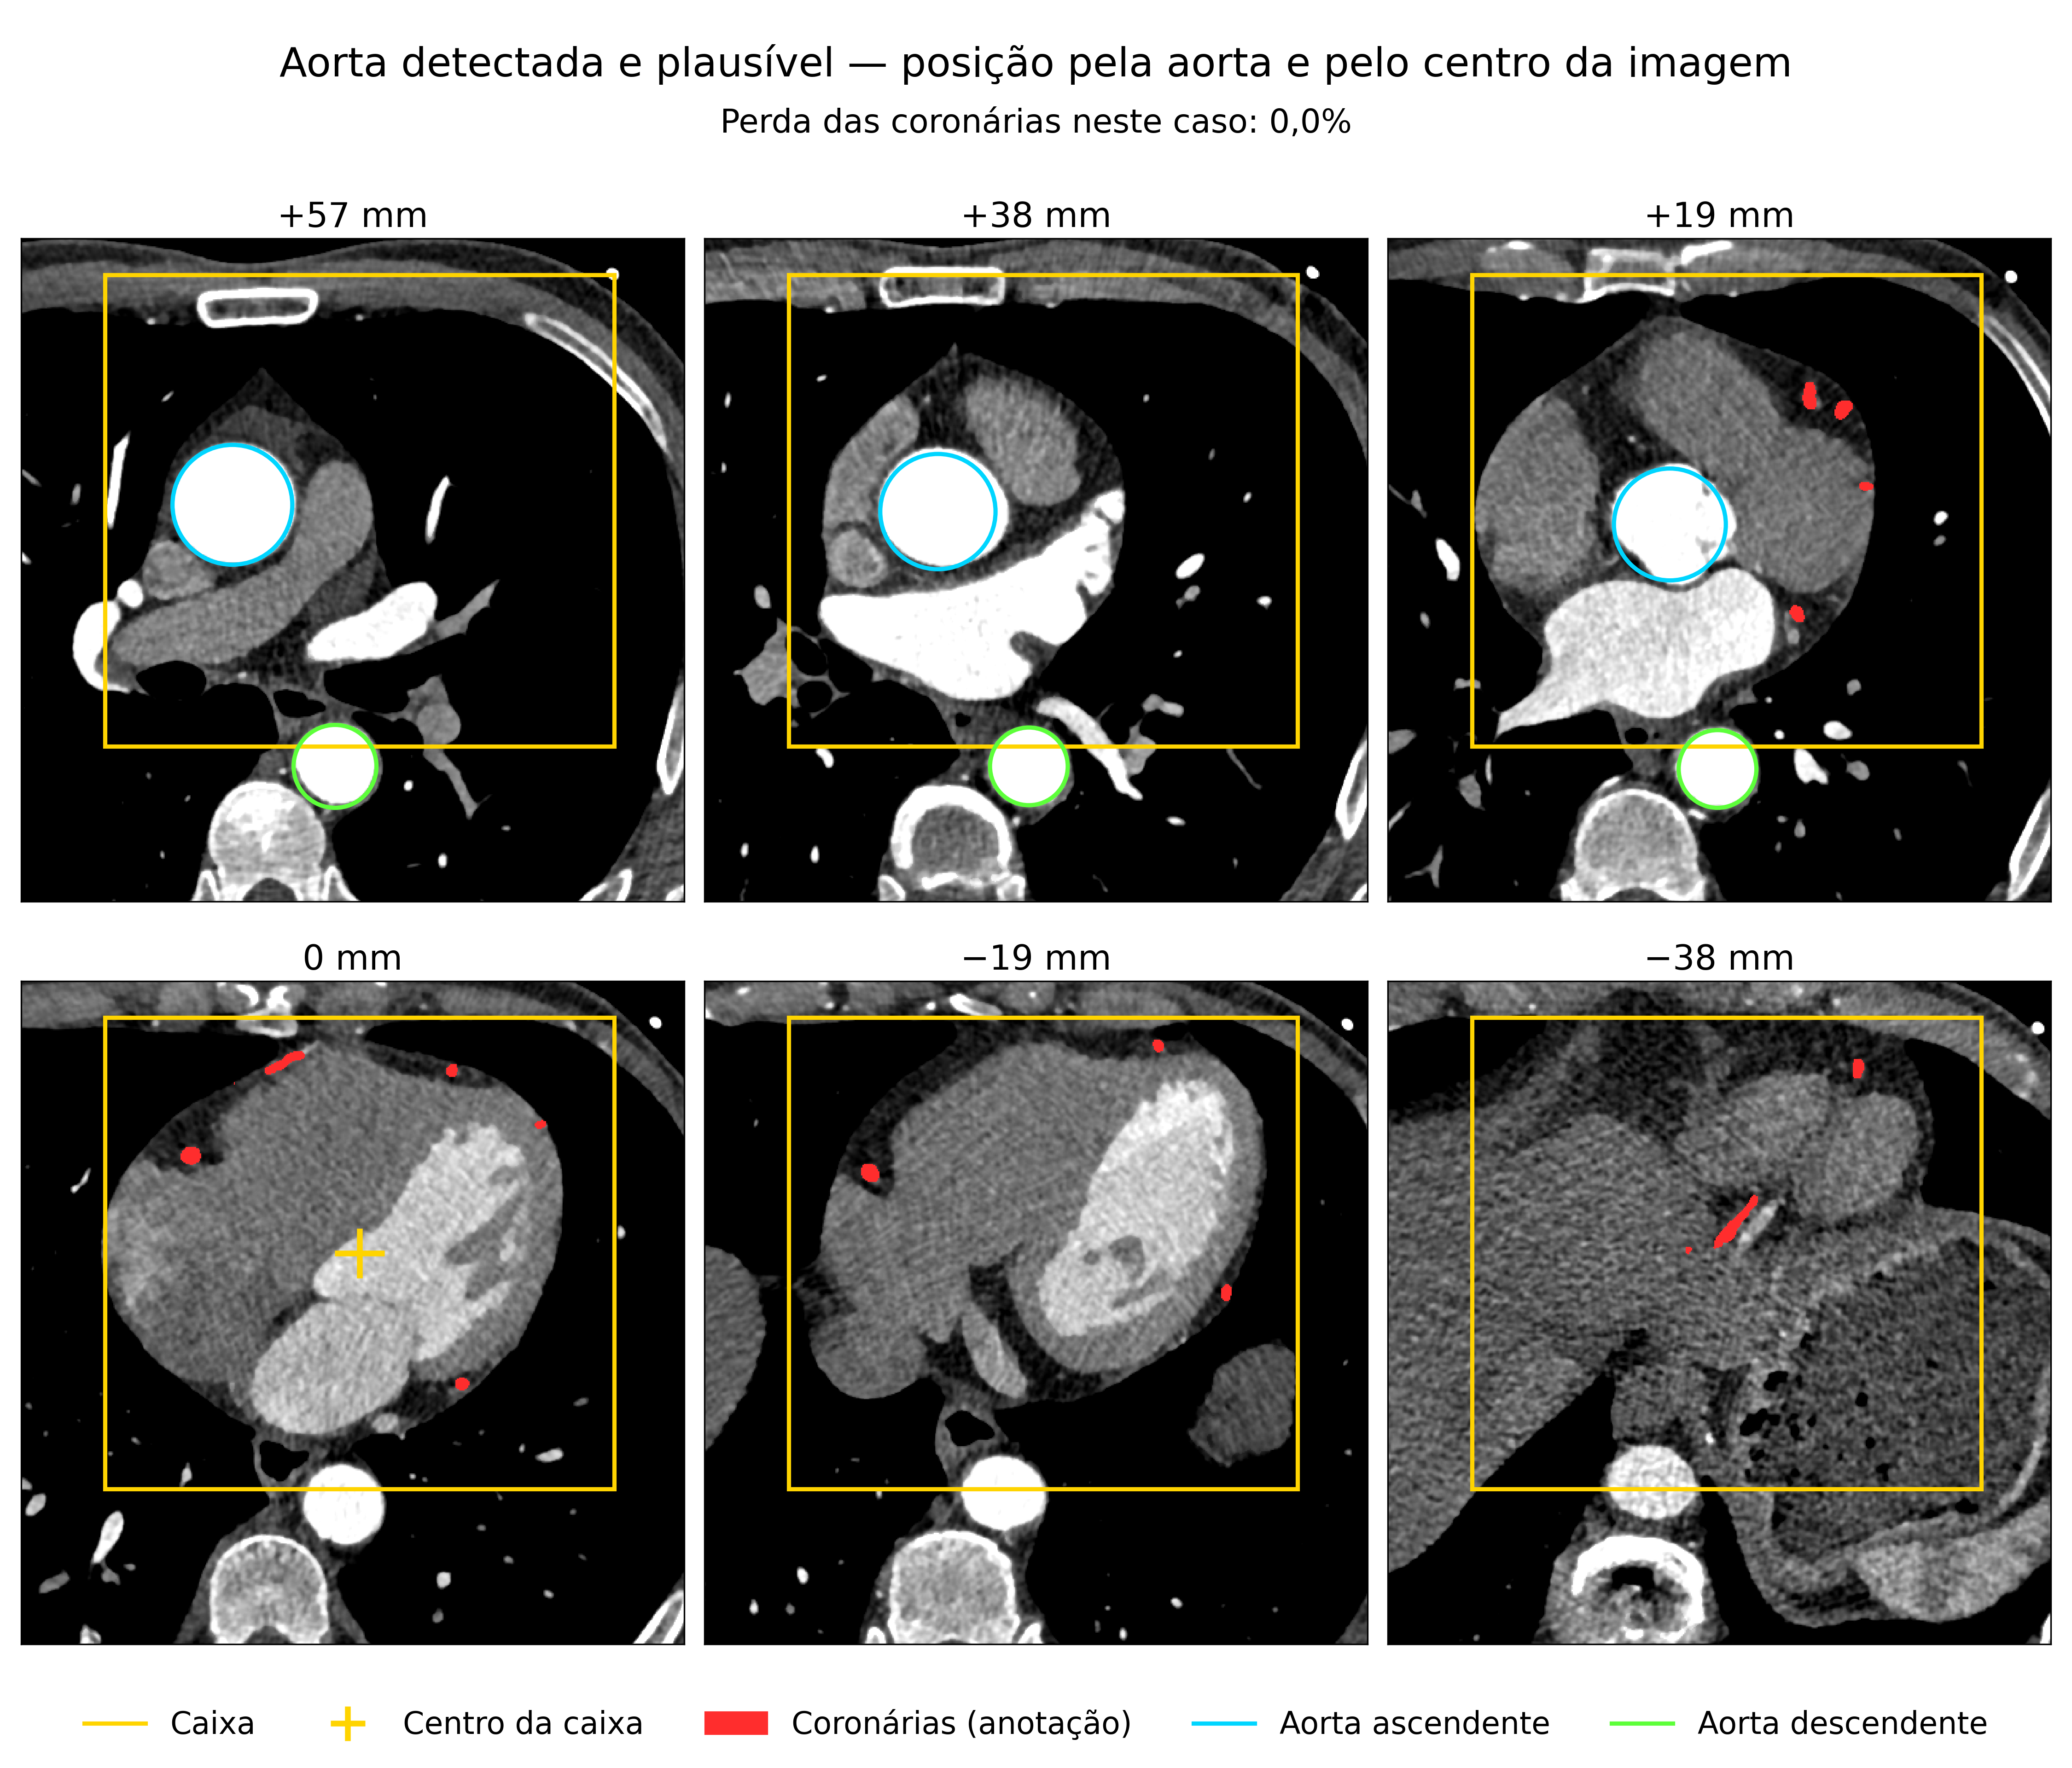 Aorta detectada e plausível — posição pela aorta e pelo centro da imagem
Perda das coronárias neste caso: 0,0%
+57 mm
+38 mm
+19 mm
0 mm
−19 mm
−38 mm
Caixa
Centro da caixa
Coronárias (anotação)
Aorta ascendente
Aorta descendente